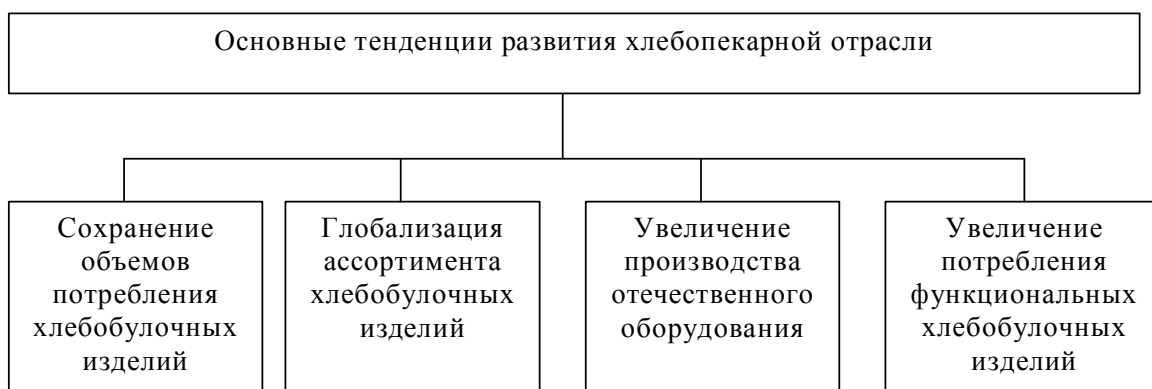 Основные тенденции развития хлебопекарной отрасли
Сохранение
объемов
потребления
хлебобулочных
изделий
Глобализация
ассортимента
хлебобулочных
изделий
Увеличение
производства
отечественного
оборудования
Увеличение
потребления
функциональных
хлебобулочных
изделий